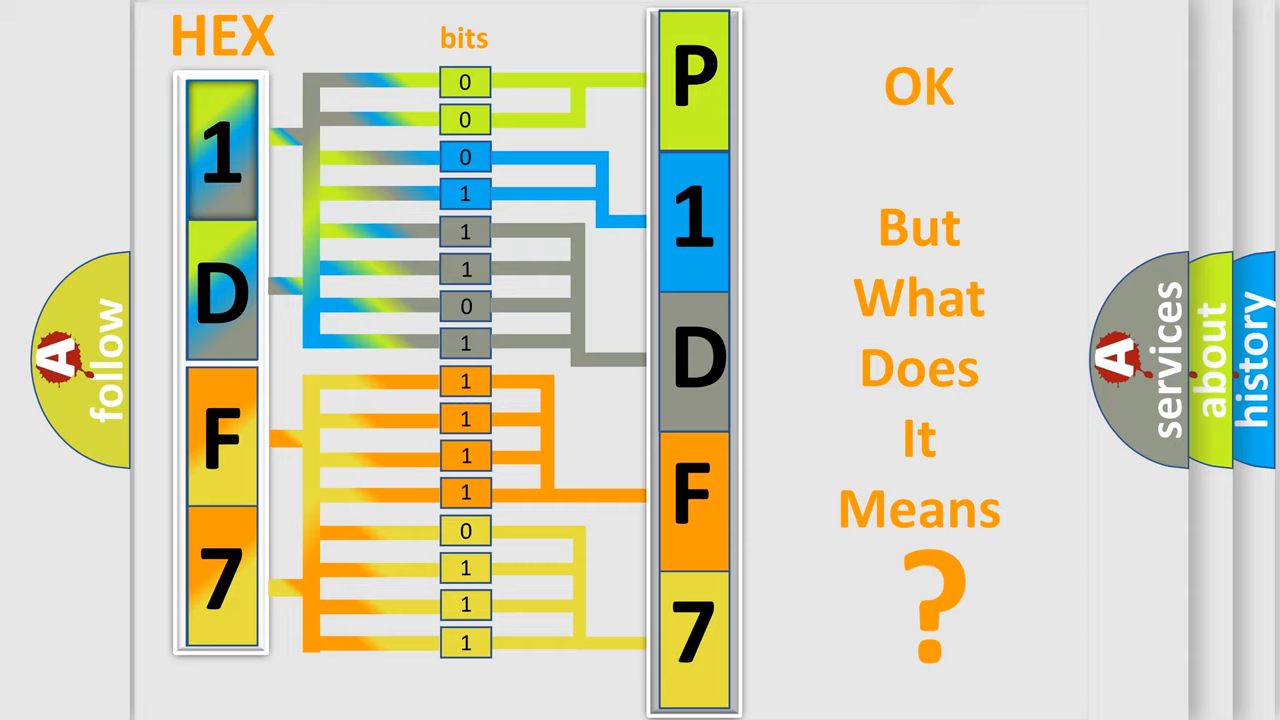 HEX
bits
1
D
F
7
0
0
0
1
1
1
0
1
1
1
1
1
0
1
1
1
P
1
D
F
7
OK
But
What
Does
It
Means
?
A
follow
A
services
about
history